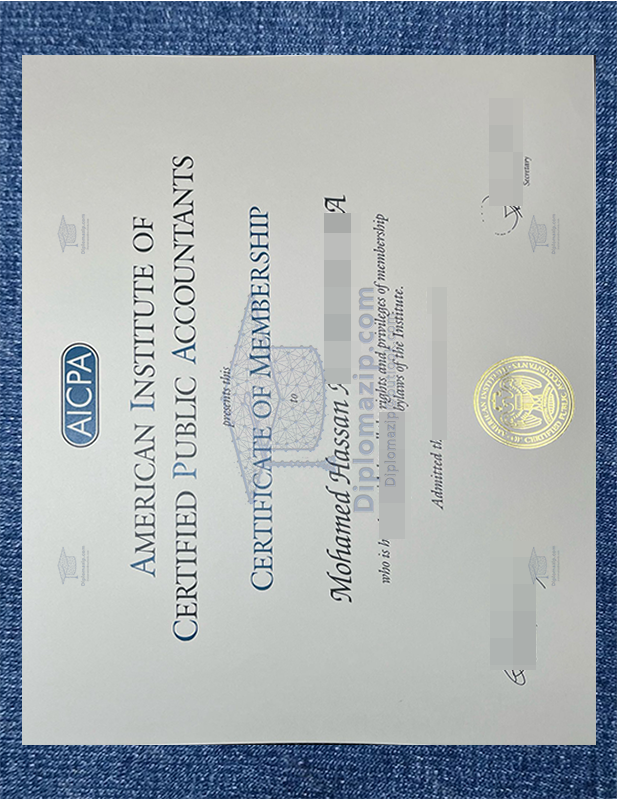 AICPA
AMERICAN INSTITUTE OF
CERTIFIED PUBLIC ACCOUNTANTS
presents this
CERTIFICATE OF MEMBERSHIP
to
Mohamed Hassan A
who is rights and privileges of membership
bylaws of the Institute.
Admitted
Secretary
Diplomazip.com